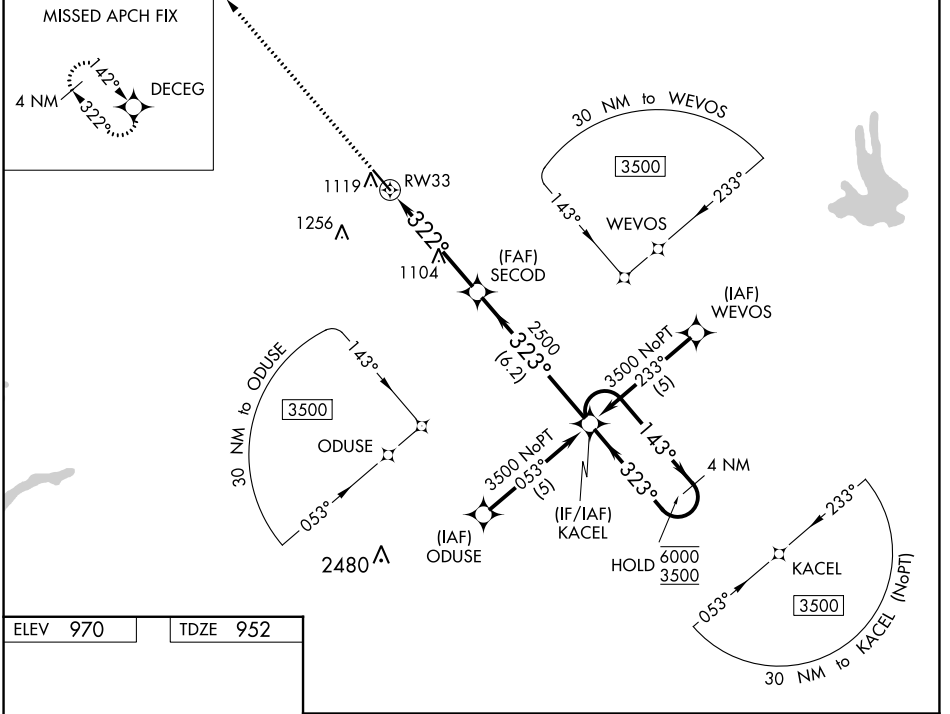 MISSED APCH FIX
4 NM
142°
322°
DECEG
30 NM to WEVOS
3500
143°
233°
WEVOS
1119
RW33
1256
322°
1104
(FAF)
SECOD
(IAF)
WEVOS
2500
323°
(6.2)
3500 NoPT
233°
(5)
30 NM to ODUSE
143°
3500
ODUSE
053°
3500 NoPT
053°
(5)
143°
323°
4 NM
(IF/IAF)
KACEL
(IAF)
ODUSE
HOLD
6000
3500
2480
233°
KACEL
053°
3500
30 NM to KACEL (NoPT)
ELEV 970
TDZE 952